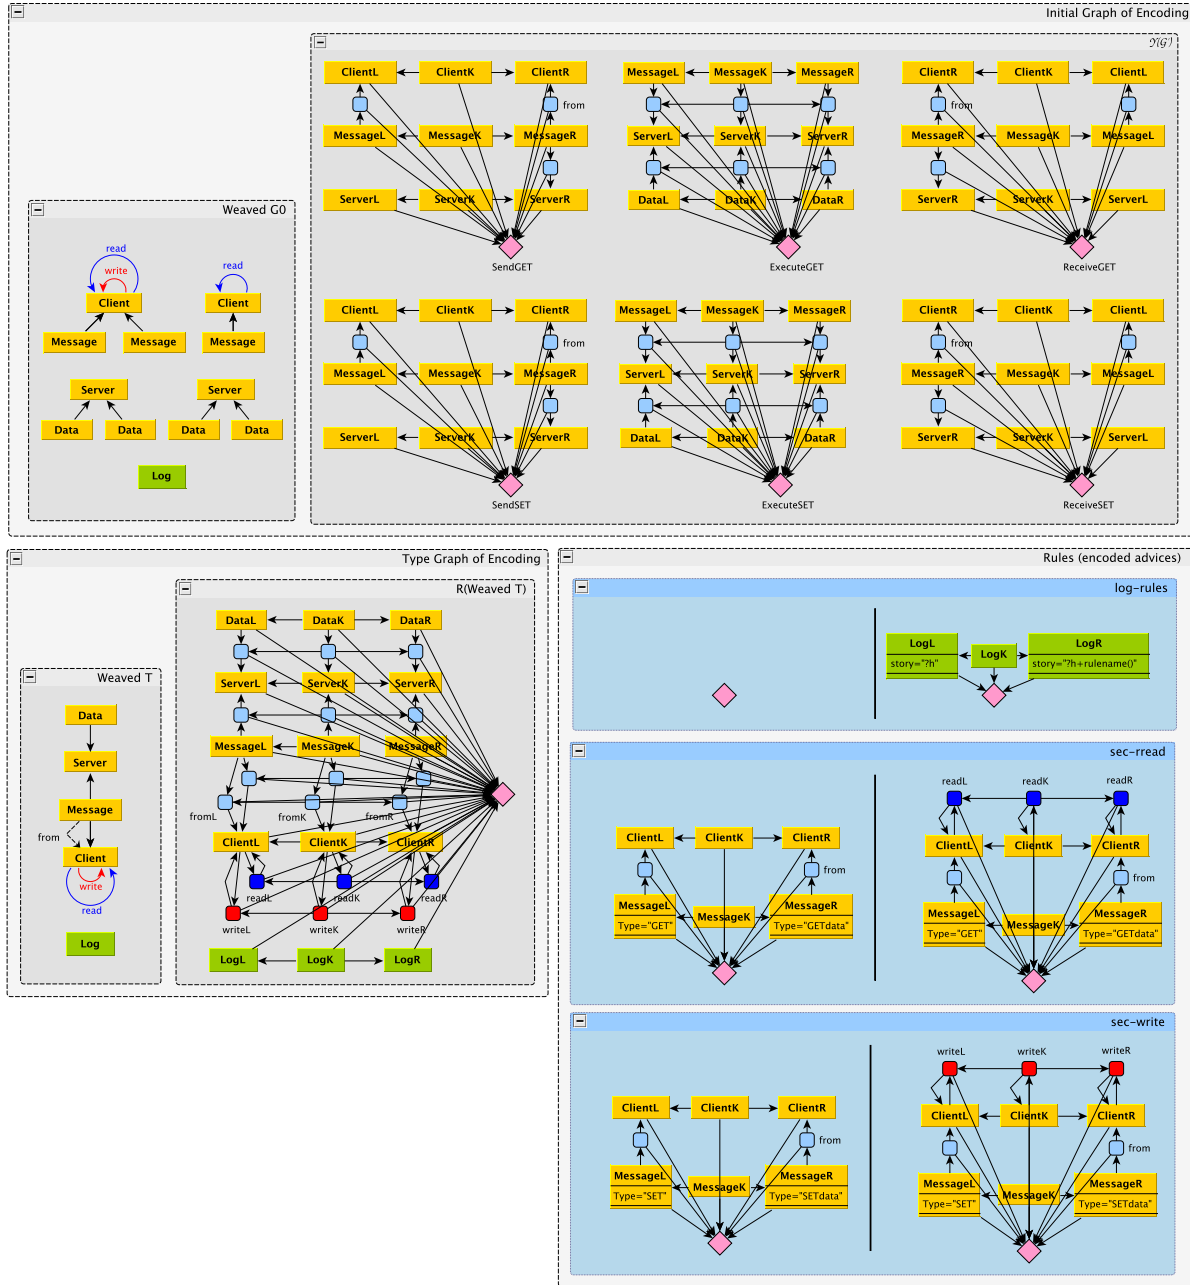 Initial Graph of Encoding
Weaved G0
read
write
Client
Message
Message
read
Client
Message
Server
Data
Data
Server
Data
Data
Log
ClientL ClientK ClientR
from
MessageL MessageK MessageR
ServerL ServerK ServerR
SendGET
MessageL MessageK MessageR
ServerL ServerK ServerR
DataL DataK DataR
ExecuteGET
ClientR ClientK ClientL
from
MessageR MessageK MessageL
ServerR ServerK ServerL
ReceiveGET
ClientL ClientK ClientR
from
MessageL MessageK MessageR
ServerL ServerK ServerR
SendSET
MessageL MessageK MessageR
ServerL ServerK ServerR
DataL DataK DataR
ExecuteSET
ClientR ClientK ClientL
from
MessageR MessageK MessageL
ServerR ServerK ServerL
ReceiveSET
Type Graph of Encoding
Weaved T
Data
Server
Message
from
Client
write
read
Log
R(Weaved T)
DataL DataK DataR
ServerL ServerK ServerR
MessageL MessageK MessageR
fromL fromK fromR
ClientL ClientK ClientR
readL readK readR
writeL writeK writeR
LogL LogK LogR
Rules (encoded advices)
log-rules
LogL LogK LogR
story="?h" story="?h+rulename()"
sec-rread
ClientL ClientK ClientR
from
MessageL MessageK MessageR
Type="GET" Type="GETdata"
readL readK readR
ClientL ClientK ClientR
from
MessageL MessageK MessageR
Type="GET" Type="GETdata"
sec-write
ClientL ClientK ClientR
from
MessageL MessageK MessageR
Type="SET" Type="SETdata"
writeL writeK writeR
ClientL ClientK ClientR
from
MessageL MessageK MessageR
Type="SET" Type="SETdata"